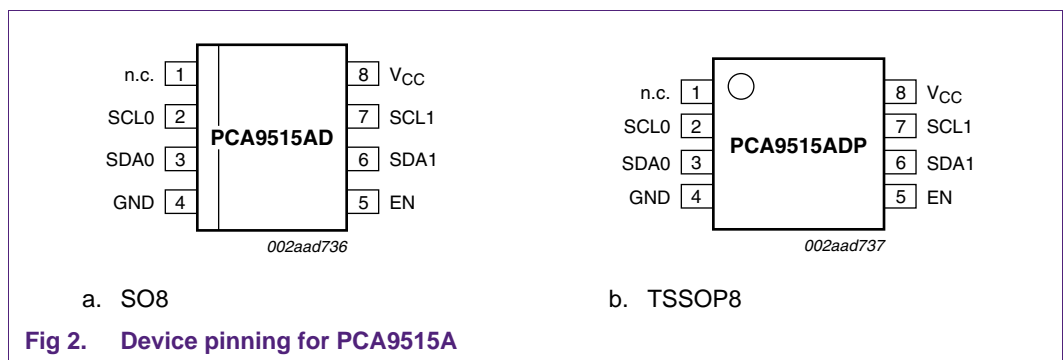 n.c. 1
SCL0 2
SDA0 3
GND 4
PCA9515AD
8 VCC
7 SCL1
6 SDA1
5 EN
002aad736
a. SO8
n.c. 1
SCL0 2
SDA0 3
GND 4
PCA9515ADP
8 VCC
7 SCL1
6 SDA1
5 EN
002aad737
b. TSSOP8
Fig 2. Device pinning for PCA9515A